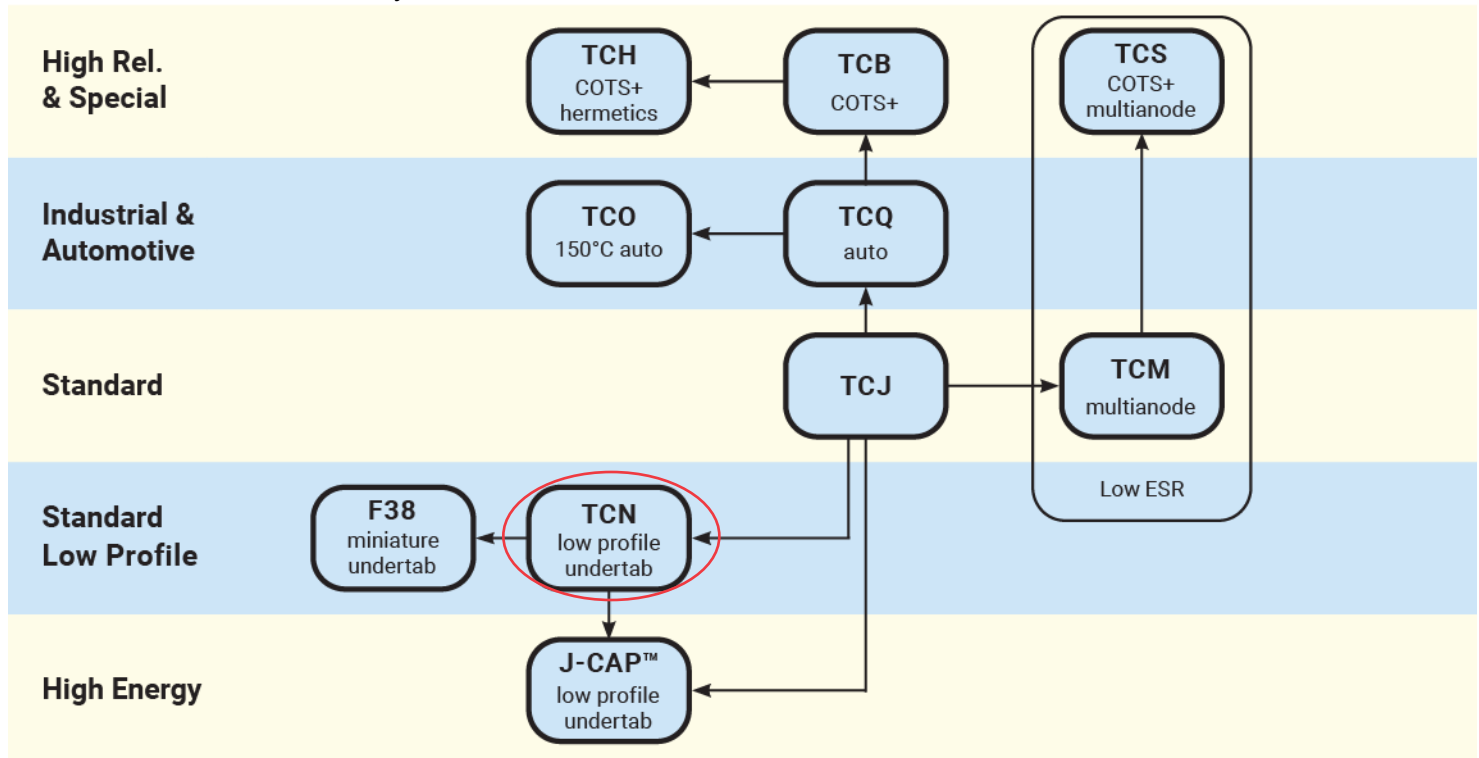 High Rel.
& Special
TCH
COTS+
hermetics
TCB
COTS+
TCS
COTS+
multianode
Industrial &
Automotive
TCO
150°C auto
TCQ
auto
Standard
TCJ
TCM
multianode
Low ESR
Standard
Low Profile
F38
miniature
undertab
TCN
low profile
undertab
High Energy
J-CAP™
low profile
undertab